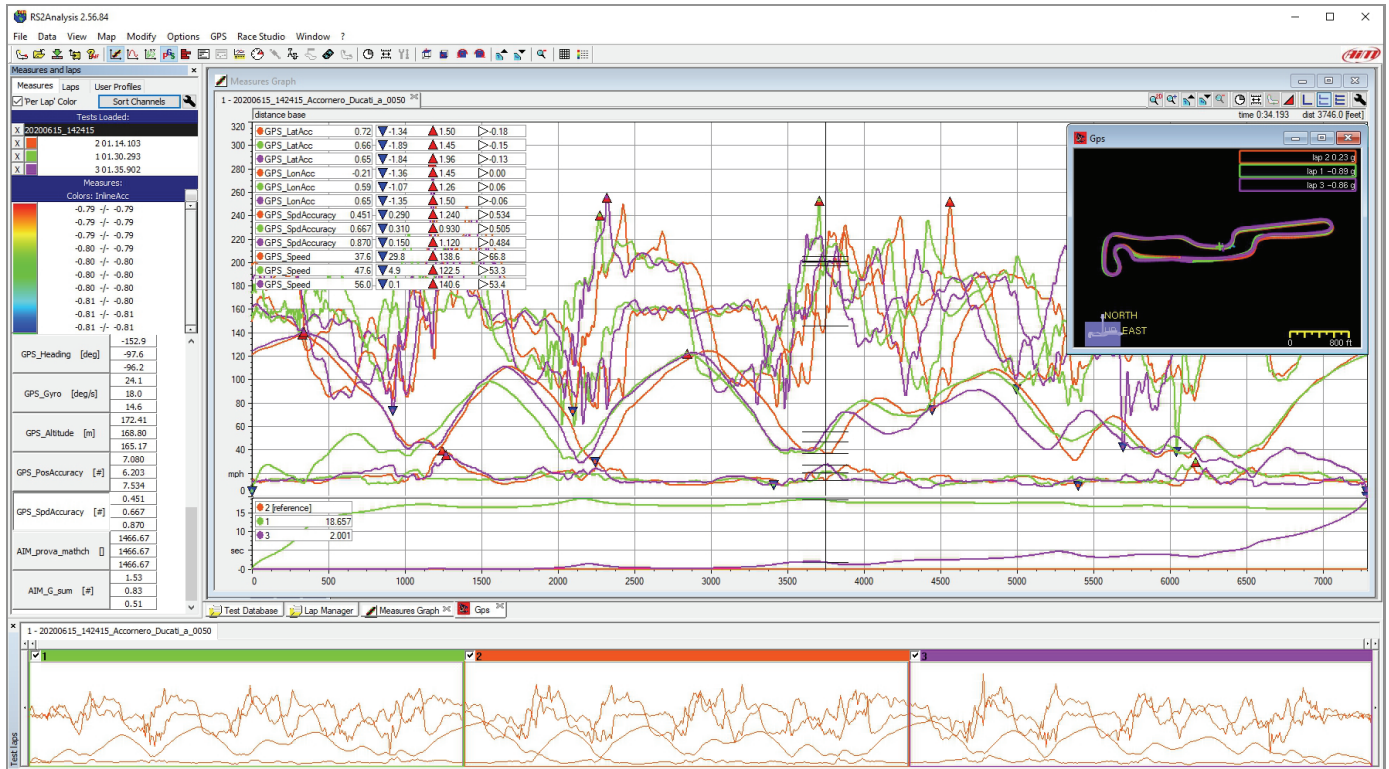 RS2Analysis 2.56.84
File Data View Map Modify Options GPS Race Studio Window ?
AiM
Measures and laps
Measures Laps User Profiles
'Per Lap' Color Sort Channels
Tests Loaded:
X 20200615_142415
X 2 01.14.103
X 1 01.30.293
X 3 01.35.902
Measures:
Colors: InlineAcc
-0.79 -/- -0.79
-0.79 -/- -0.79
-0.79 -/- -0.79
-0.80 -/- -0.79
-0.80 -/- -0.80
-0.80 -/- -0.80
-0.80 -/- -0.80
-0.81 -/- -0.80
-0.81 -/- -0.81
-0.81 -/- -0.81
GPS_Heading [deg]
-152.9
-97.6
-96.2
GPS_Gyro [deg/s]
24.1
18.0
14.6
GPS_Altitude [m]
172.41
168.80
165.17
GPS_PosAccuracy [#]
7.080
6.203
7.534
GPS_SpdAccuracy [#]
0.451
0.667
0.870
AIM_prova_mathch []
1466.67
1466.67
1466.67
AIM_G_sum [#]
1.53
0.83
0.51
Measures Graph
1 - 20200615_142415_Accornero_Ducati_a_0050
time 0:34.193 dist 3746.0 [feet]
distance base
GPS_LatAcc 0.72 -1.34 1.50 -0.18
GPS_LatAcc 0.66 -1.89 1.45 -0.15
GPS_LatAcc 0.65 -1.84 1.96 -0.13
GPS_LonAcc -0.21 -1.36 1.45 0.00
GPS_LonAcc 0.59 -1.07 1.26 0.06
GPS_LonAcc 0.65 -1.35 1.50 -0.06
GPS_SpdAccuracy 0.451 0.290 1.240 0.534
GPS_SpdAccuracy 0.667 0.310 0.930 0.505
GPS_SpdAccuracy 0.870 0.150 1.120 0.484
GPS_Speed 37.6 29.8 138.6 66.8
GPS_Speed 47.6 4.9 122.5 53.3
GPS_Speed 56.0 0.1 140.6 53.4
320
300
280
260
240
220
200
180
160
140
120
100
80
60
40
mph
0
2 [reference]
1 18.657
3 2.001
15
10
sec
-0
0 500 1000 1500 2000 2500 3000 3500 4000 4500 5000 5500 6000 6500 7000
Gps
lap 2 0.23 g
lap 1 -0.89 g
lap 3 -0.86 g
NORTH
UP EAST
0 800 ft
Test Database Lap Manager Measures Graph Gps
1 - 20200615_142415_Accornero_Ducati_a_0050
1 2 3
Test laps